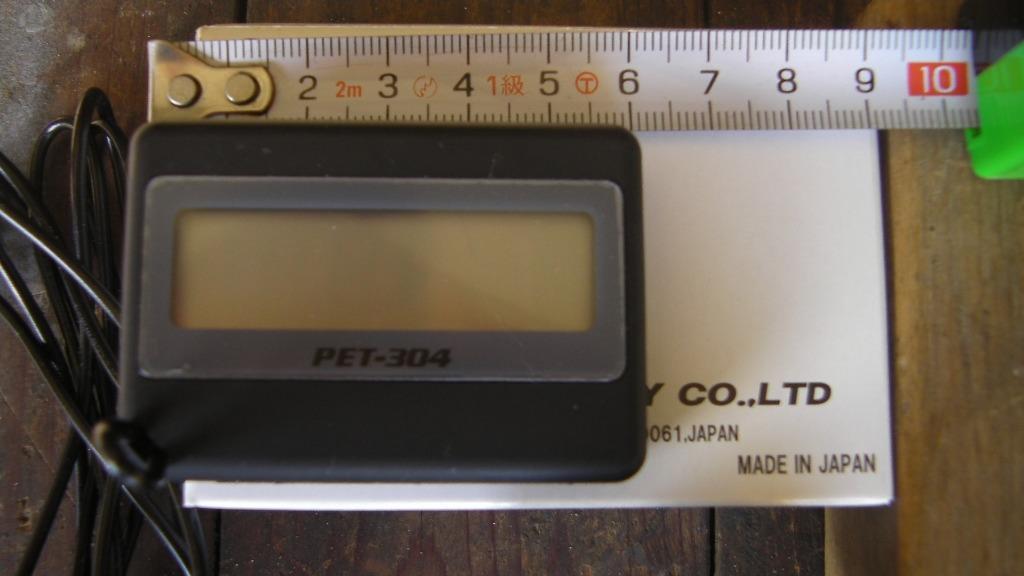 2 2m 3 4 1級 5 T 6 7 8 9 10
PET-304
Y CO.,LTD
0061,JAPAN
MADE IN JAPAN